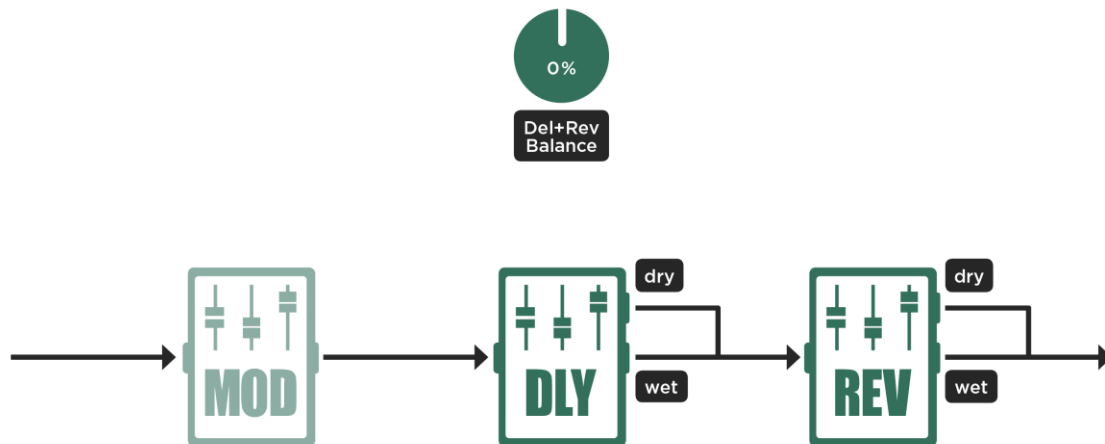 0%
Del+Rev
Balance
dry
dry
MOD
DLY
REV
wet
wet